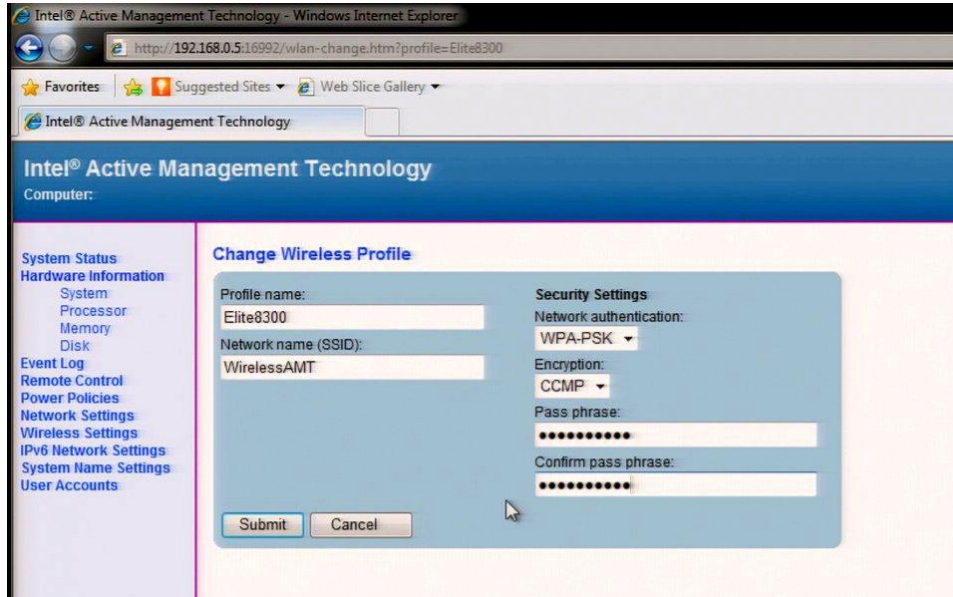 Intel® Active Management Technology - Windows Internet Explorer
http://192.168.0.5:16992/wlan-change.htm?profile=Elite8300
Favorites Suggested Sites Web Slice Gallery
Intel® Active Management Technology
Intel® Active Management Technology
Computer:
System Status
Hardware Information
System
Processor
Memory
Disk
Event Log
Remote Control
Power Policies
Network Settings
Wireless Settings
IPv6 Network Settings
System Name Settings
User Accounts
Change Wireless Profile
Profile name:
Elite8300
Network name (SSID):
WirelessAMT
Security Settings
Network authentication:
WPA-PSK
Encryption:
CCMP
Pass phrase:
••••••••••
Confirm pass phrase:
••••••••••
Submit Cancel